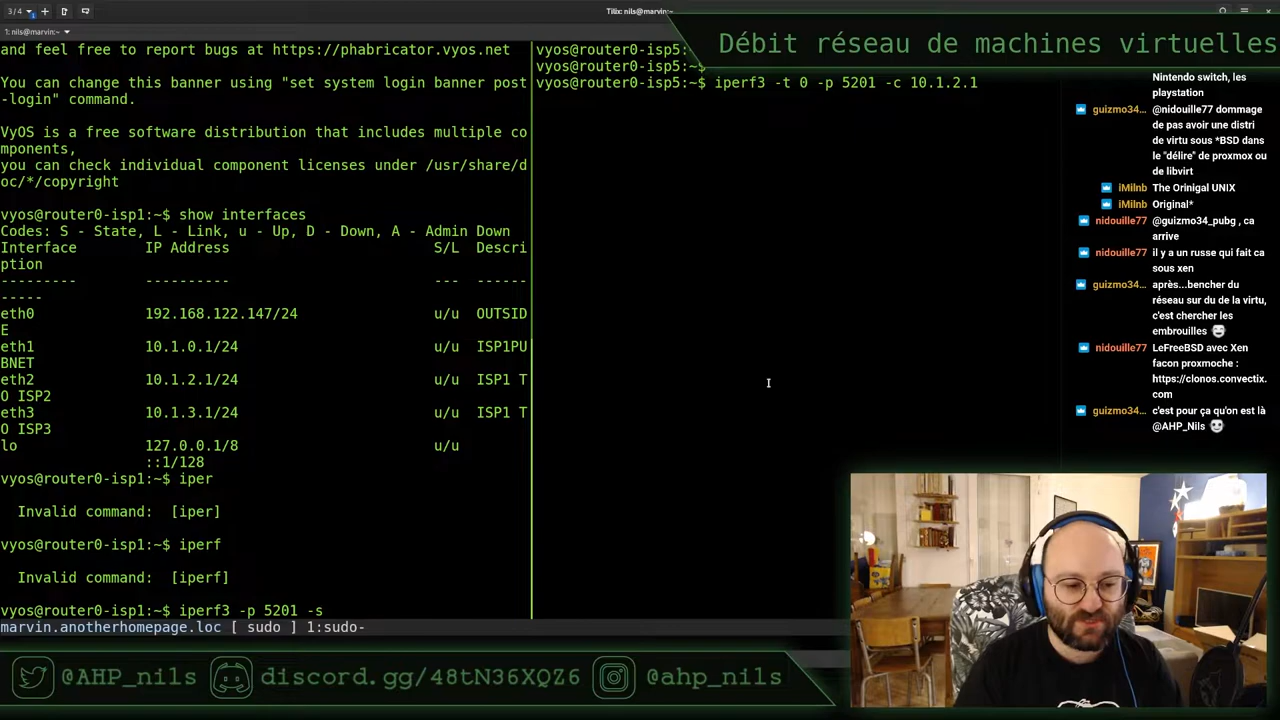 3/4
Tilix: nils@marvin:~
1: nils@marvin:~
Débit réseau de machines virtuelles
and feel free to report bugs at https://phabricator.vyos.net
You can change this banner using "set system login banner post
-login" command.
VyOS is a free software distribution that includes multiple co
mponents,
you can check individual component licenses under /usr/share/d
oc/*/copyright
vyos@router0-isp1:~$ show interfaces
Codes: S - State, L - Link, u - Up, D - Down, A - Admin Down
Interface IP Address S/L Descri
ption
--------- ---------- --- ------
-----
eth0 192.168.122.147/24 u/u OUTSID
E
eth1 10.1.0.1/24 u/u ISP1PU
BNET
eth2 10.1.2.1/24 u/u ISP1 T
O ISP2
eth3 10.1.3.1/24 u/u ISP1 T
O ISP3
lo 127.0.0.1/8 u/u
::1/128
vyos@router0-isp1:~$ iper
Invalid command: [iper]
vyos@router0-isp1:~$ iperf
Invalid command: [iperf]
vyos@router0-isp1:~$ iperf3 -p 5201 -s
marvin.anotherhomepage.loc [ sudo ] 1:sudo-
vyos@router0-isp5:~$
vyos@router0-isp5:~$
vyos@router0-isp5:~$ iperf3 -t 0 -p 5201 -c 10.1.2.1
Nintendo switch, les
playstation
guizmo34... @nidouille77 dommage
de pas avoir une distri
de virtu sous *BSD dans
le "délire" de proxmox ou
de libvirt
iMilnb The Orinigal UNIX
iMilnb Original*
nidouille77 @guizmo34_pubg , ca
arrive
nidouille77 il y a un russe qui fait ca
sous xen
guizmo34... après...bencher du
réseau sur du de la virtu,
c'est chercher les
embrouilles
nidouille77 LeFreeBSD avec Xen
facon proxmoche :
https://clonos.convectix.
com
guizmo34... c'est pour ça qu'on est là
@AHP_Nils
@AHP_nils
discord.gg/48tN36XQZ6
@ahp_nils